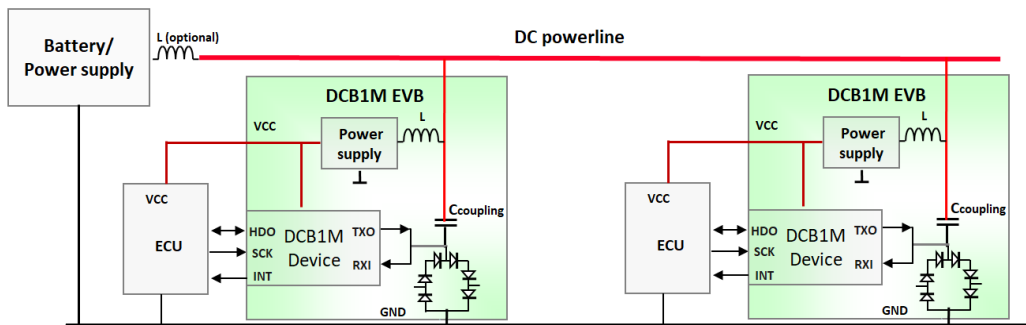 Battery/
Power supply
L (optional)
DC powerline
DCB1M EVB
VCC
Power
supply
L
VCC
ECU
HDO
SCK
INT
DCB1M
Device
TXO
RXI
Ccoupling
GND
DCB1M EVB
VCC
Power
supply
L
VCC
ECU
HDO
SCK
INT
DCB1M
Device
TXO
RXI
Ccoupling
GND